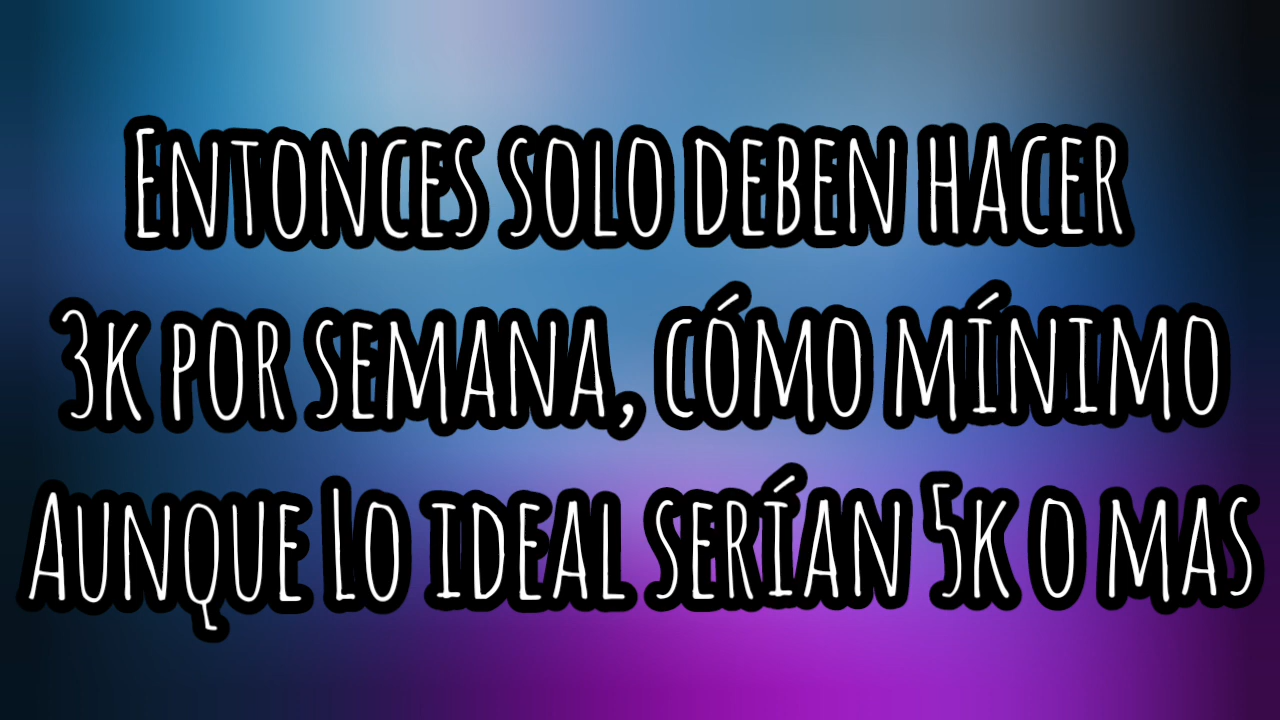 Entonces solo deben hacer
3k por semana, cómo mínimo
Aunque Lo ideal serían 5k o mas